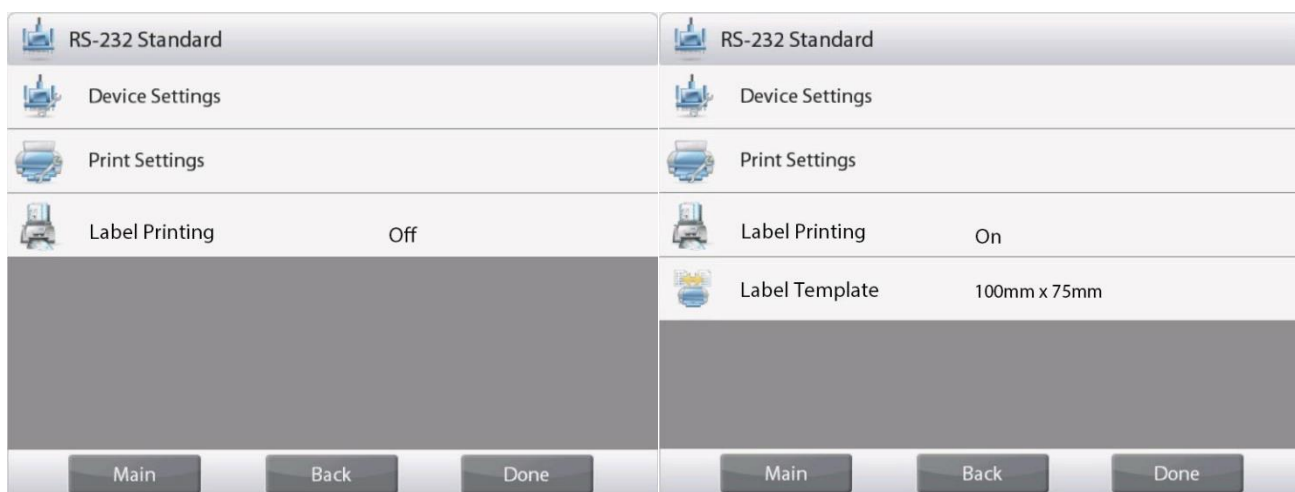 RS-232 Standard
Device Settings
Print Settings
Label Printing Off
Main Back Done
RS-232 Standard
Device Settings
Print Settings
Label Printing On
Label Template 100mm x 75mm
Main Back Done